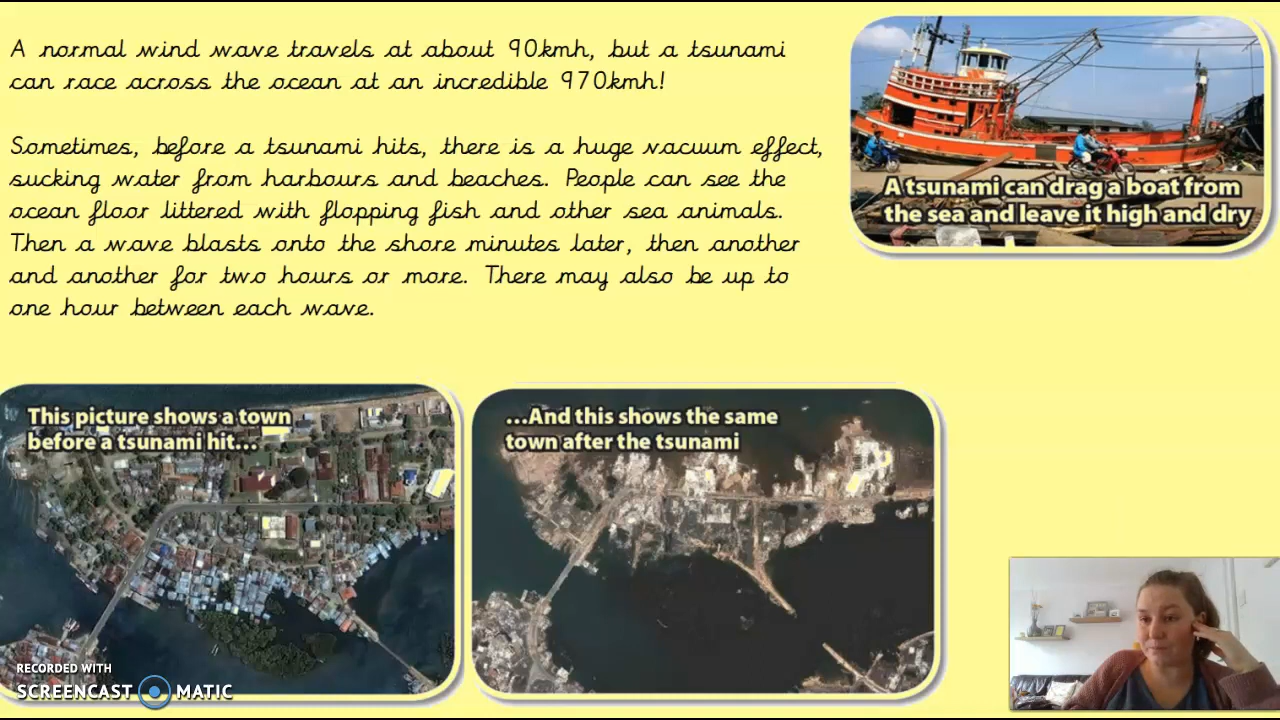 A normal wind wave travels at about 90kmh, but a tsunami
can race across the ocean at an incredible 970kmh!
Sometimes, before a tsunami hits, there is a huge vacuum effect,
sucking water from harbours and beaches. People can see the
ocean floor littered with flopping fish and other sea animals.
Then a wave blasts onto the shore minutes later, then another
and another for two hours or more. There may also be up to
one hour between each wave.
A tsunami can drag a boat from
the sea and leave it high and dry
This picture shows a town
before a tsunami hit...
...And this shows the same
town after the tsunami
RECORDED WITH
SCREENCAST MATIC